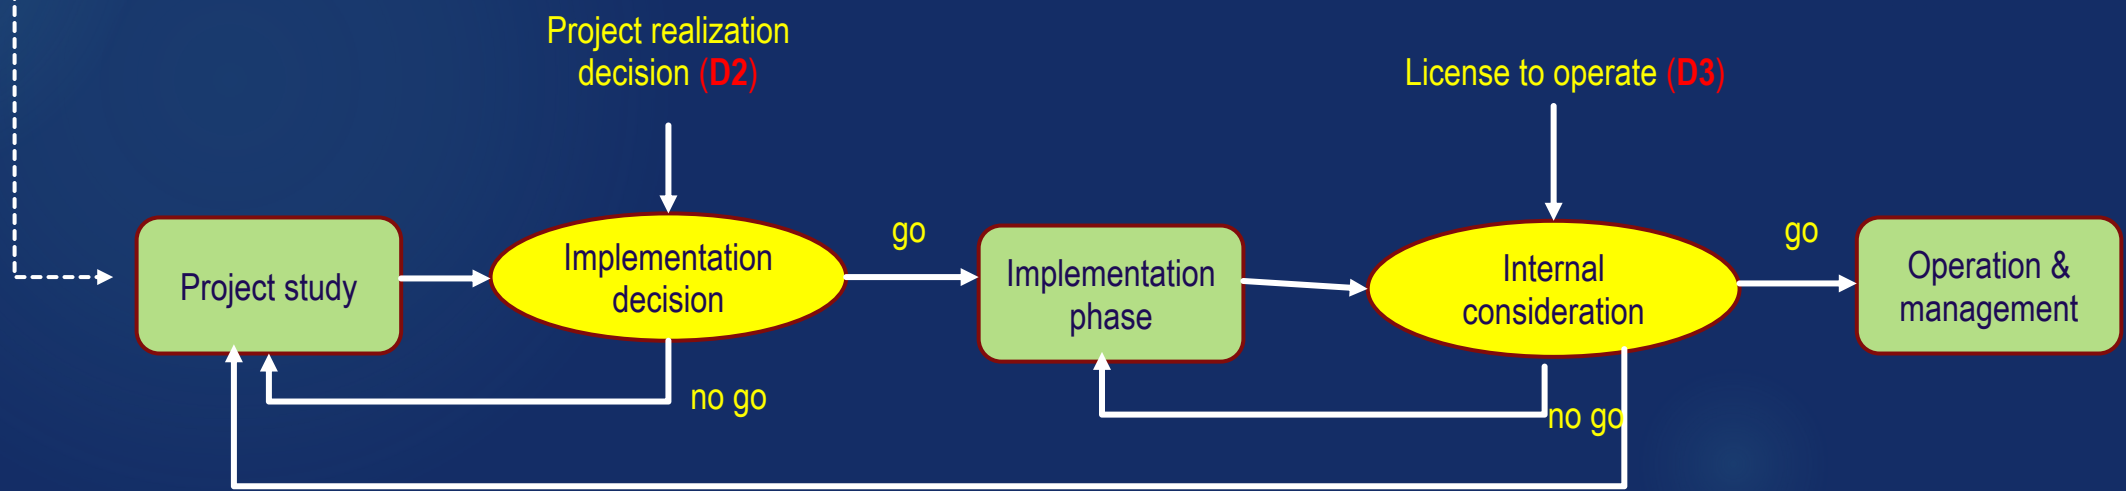 Project realization
decision (D2)
License to operate (D3)
Project study
Implementation
decision
go
Implementation
phase
Internal
consideration
go
Operation &
management
no go
no go